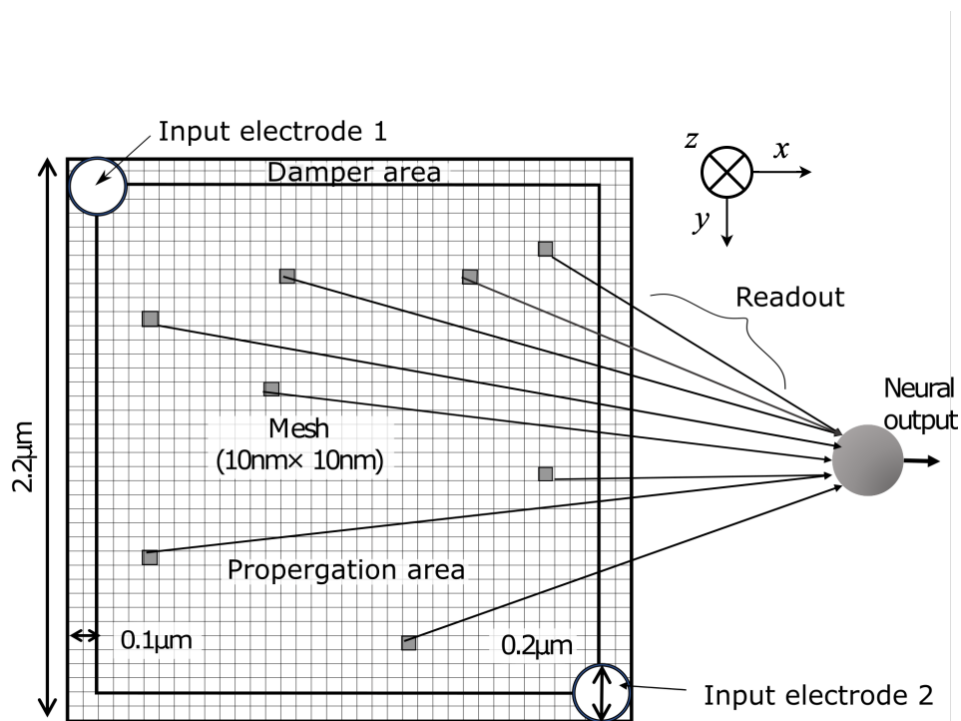 Input electrode 1
Damper area
z
x
y
Readout
Neural
output
Mesh
(10nm× 10nm)
2.2μm
Propergation area
0.1μm
0.2μm
Input electrode 2